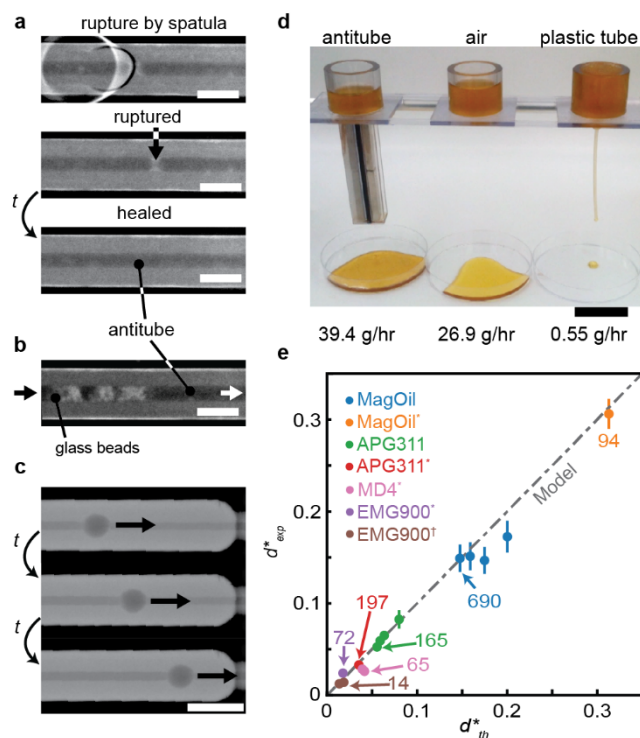 a
rupture by spatula
ruptured
t
healed
antitube
b
glass beads
c
t
t
d
antitube air plastic tube
39.4 g/hr 26.9 g/hr 0.55 g/hr
e
MagOil
MagOil*
APG311
APG311*
MD4*
EMG900*
EMG900†
94
Model
690
197
165
72
65
14
0.3
0.2
0.1
0
d*exp
0 0.1 0.2 0.3
d*th